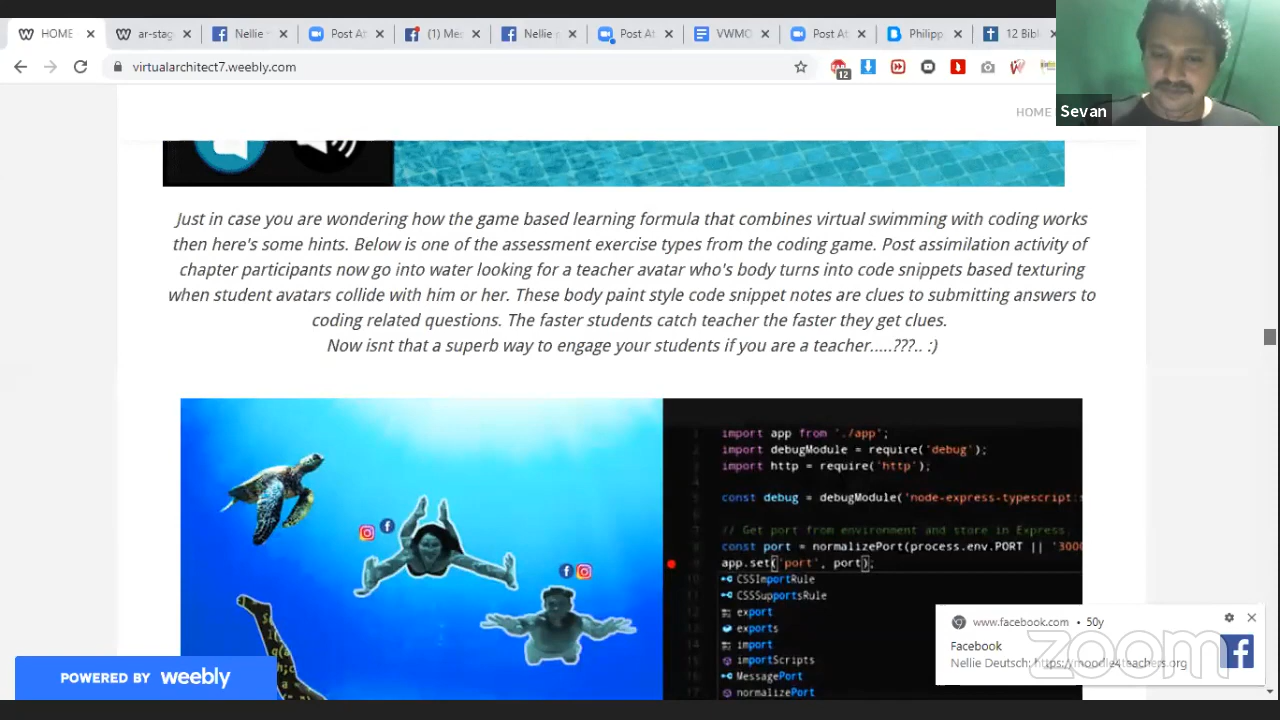 HOME
ar-stag
Nellie
Post At
(1) Mes
Nellie
Post At
VWMO
Post At
Philipp
12 Bibl
virtualarchitect7.weebly.com
12
Sevan
HOME
Just in case you are wondering how the game based learning formula that combines virtual swimming with coding works
then here's some hints. Below is one of the assessment exercise types from the coding game. Post assimilation activity of
chapter participants now go into water looking for a teacher avatar who's body turns into code snippets based texturing
when student avatars collide with him or her. These body paint style code snippet notes are clues to submitting answers to
coding related questions. The faster students catch teacher the faster they get clues.
Now isnt that a superb way to engage your students if you are a teacher.....???.. :)
import app from './app';
import debugModule = require('debug');
import http = require('http');
const debug = debugModule('node-express-typescript:s
// Get port from environment and store in Express.
const port = normalizePort(process.env.PORT || '3000
app.set('port', port);
CSSImportRule
CSSSupportsRule
export
exports
import
importScripts
MessagePort
normalizePort
www.facebook.com • 50y
Facebook
Nellie Deutsch: https://moodle4teachers.org
zoom
POWERED BY weebly